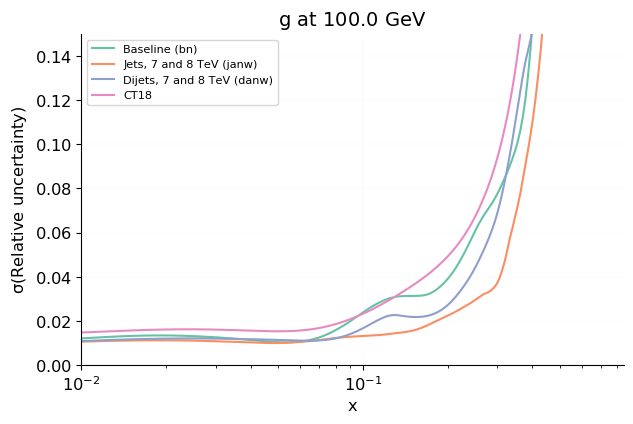 g at 100.0 GeV
Baseline (bn)
Jets, 7 and 8 TeV (janw)
Dijets, 7 and 8 TeV (danw)
CT18
σ(Relative uncertainty)
0.14
0.12
0.10
0.08
0.06
0.04
0.02
0.00
10⁻² 10⁻¹
x